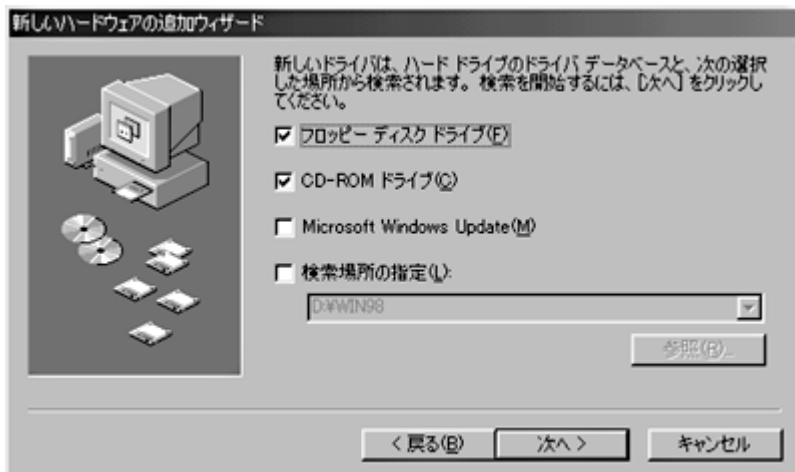 新しいハードウェアの追加ウィザード
新しいドライバは、ハード ドライブのドライバ データベースと、次の選択
した場所から検索されます。検索を開始するには、[次へ] をクリックし
てください。
フロッピー ディスク ドライブ(F)
CD-ROM ドライブ(C)
Microsoft Windows Update(M)
検索場所の指定(L):
D:¥WIN98
参照(R)...
< 戻る(B)
次へ >
キャンセル